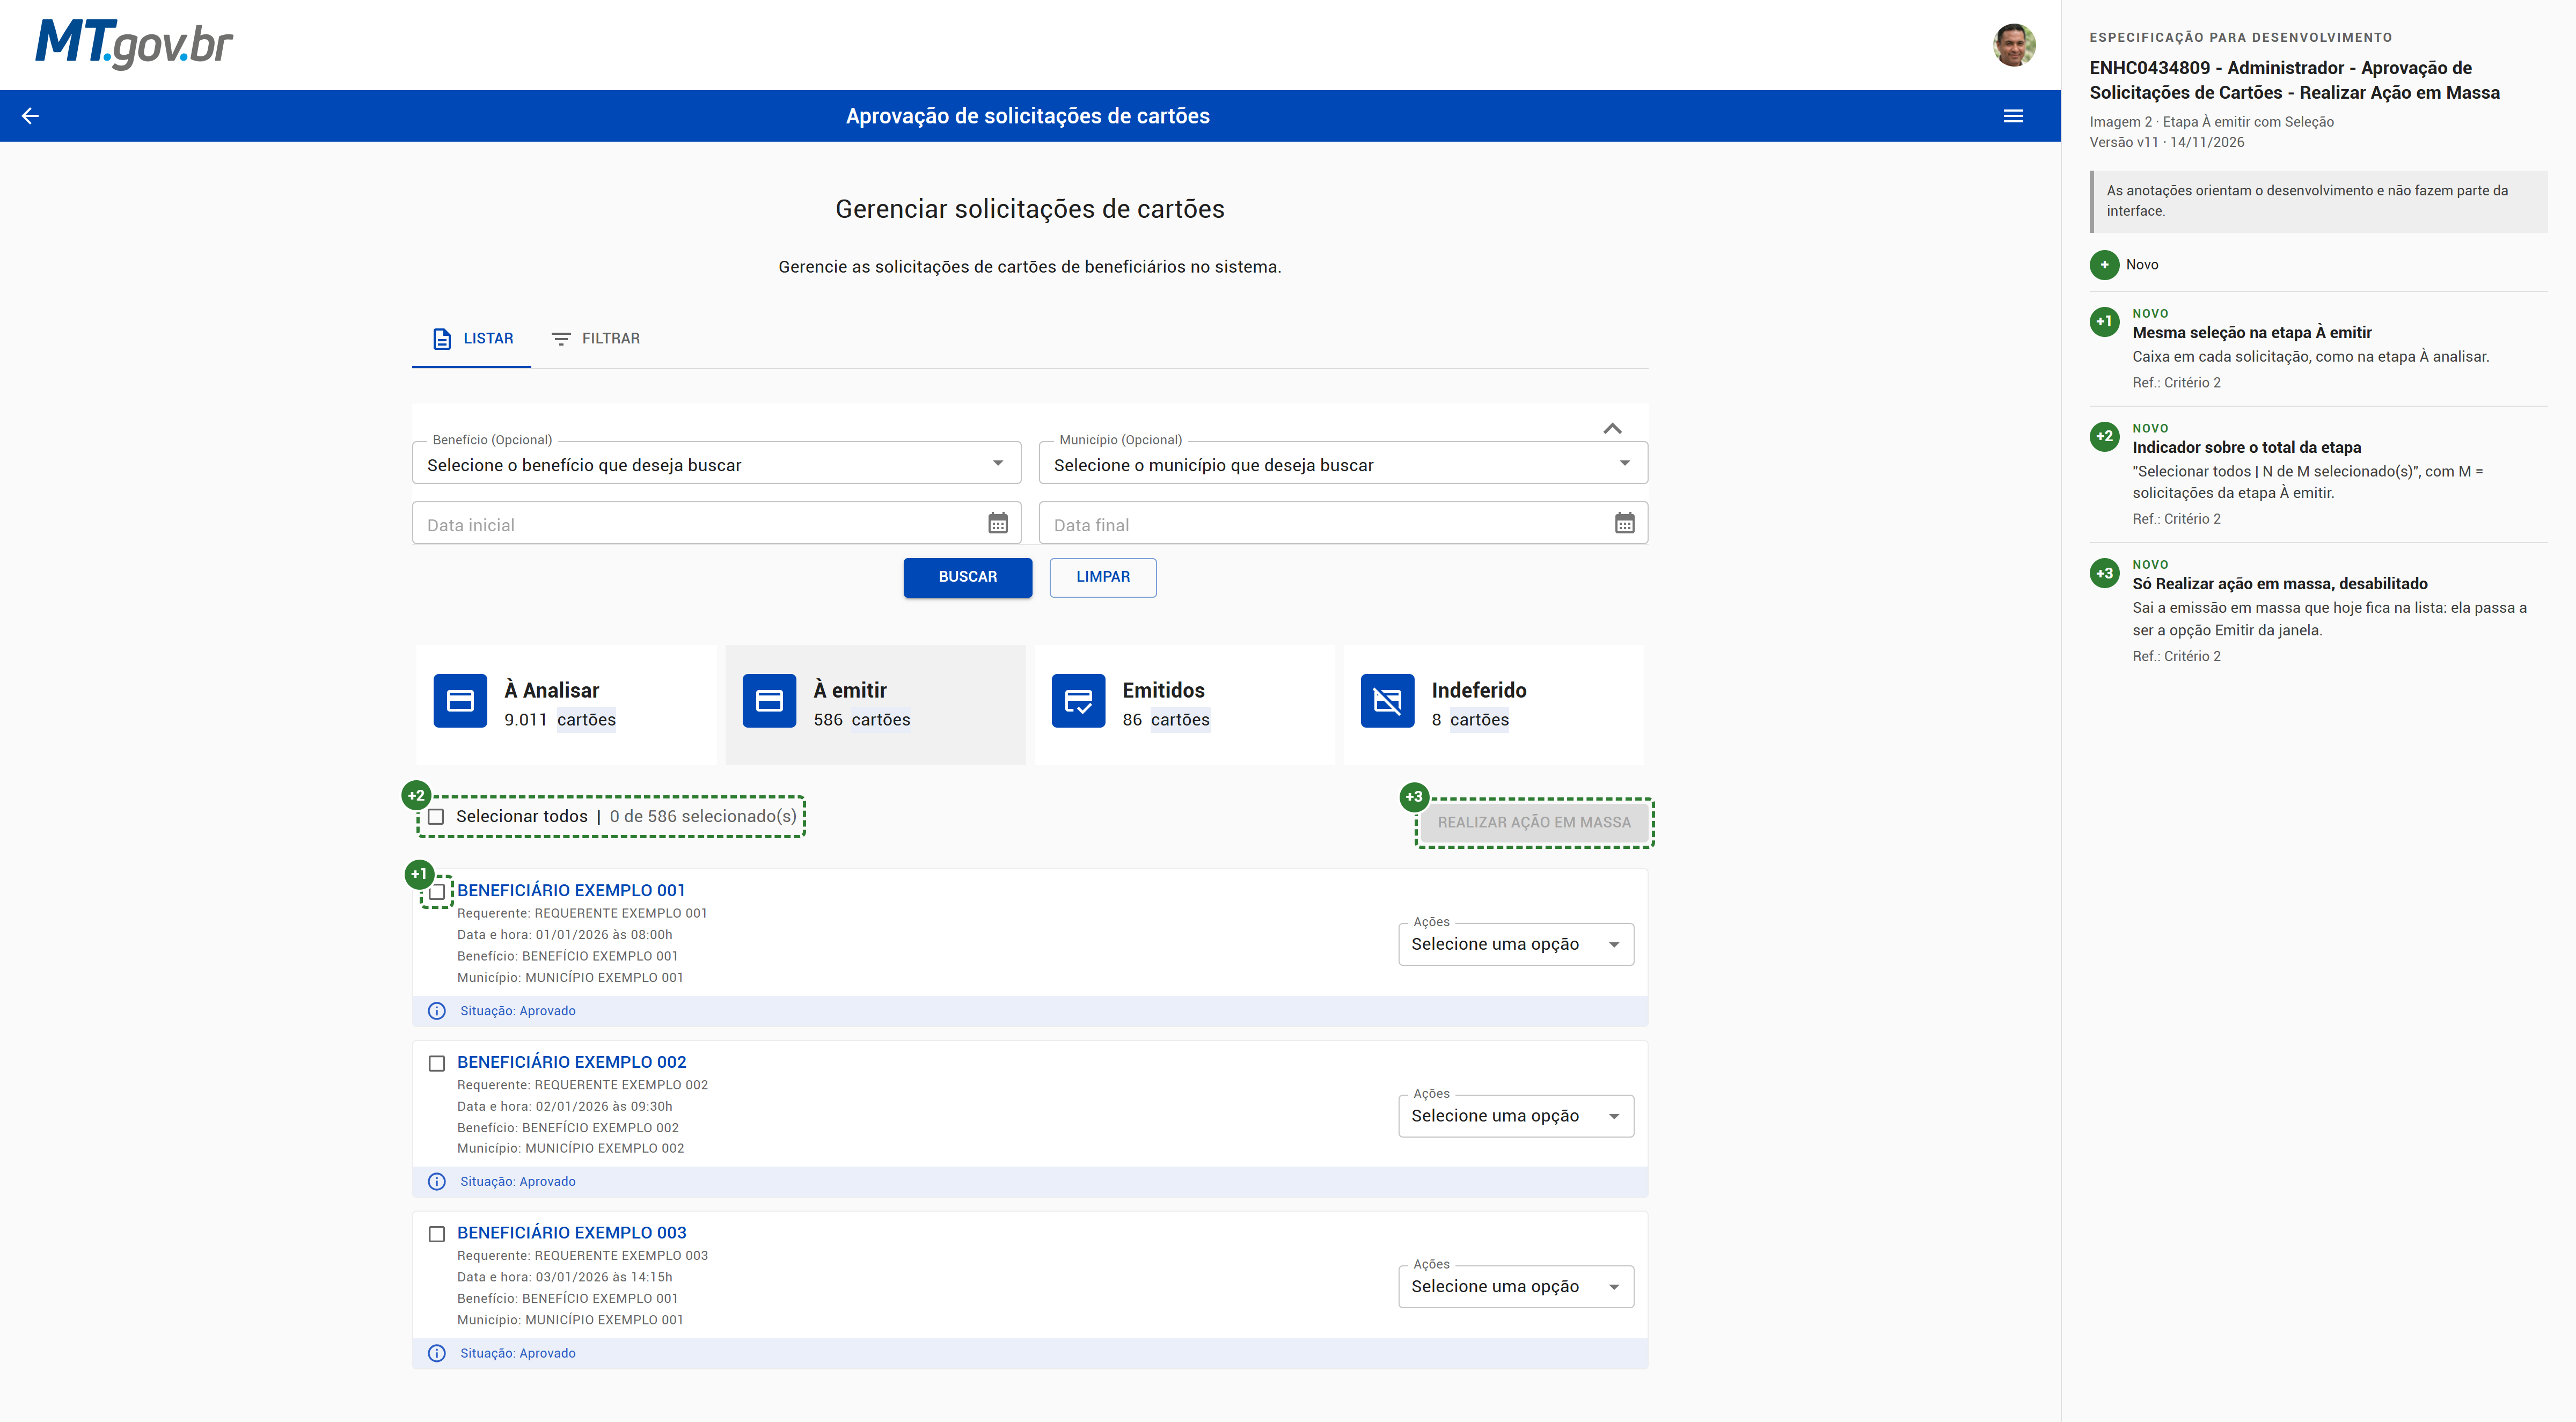 MT.gov.br
Aprovação de solicitações de cartões
Gerenciar solicitações de cartões
Gerencie as solicitações de cartões de beneficiários no sistema.
LISTAR
FILTRAR
Benefício (Opcional)
Selecione o benefício que deseja buscar
Município (Opcional)
Selecione o município que deseja buscar
Data inicial
Data final
BUSCAR
LIMPAR
À Analisar
9.011 cartões
À emitir
586 cartões
Emitidos
86 cartões
Indeferido
8 cartões
+2
Selecionar todos | 0 de 586 selecionado(s)
+3
REALIZAR AÇÃO EM MASSA
+1
BENEFICIÁRIO EXEMPLO 001
Requerente: REQUERENTE EXEMPLO 001
Data e hora: 01/01/2026 às 08:00h
Benefício: BENEFÍCIO EXEMPLO 001
Município: MUNICÍPIO EXEMPLO 001
Ações
Selecione uma opção
Situação: Aprovado
BENEFICIÁRIO EXEMPLO 002
Requerente: REQUERENTE EXEMPLO 002
Data e hora: 02/01/2026 às 09:30h
Benefício: BENEFÍCIO EXEMPLO 002
Município: MUNICÍPIO EXEMPLO 002
Ações
Selecione uma opção
Situação: Aprovado
BENEFICIÁRIO EXEMPLO 003
Requerente: REQUERENTE EXEMPLO 003
Data e hora: 03/01/2026 às 14:15h
Benefício: BENEFÍCIO EXEMPLO 001
Município: MUNICÍPIO EXEMPLO 001
Ações
Selecione uma opção
Situação: Aprovado
ESPECIFICAÇÃO PARA DESENVOLVIMENTO
ENHC0434809 - Administrador - Aprovação de
Solicitações de Cartões - Realizar Ação em Massa
Imagem 2 · Etapa À emitir com Seleção
Versão v11 · 14/11/2026
As anotações orientam o desenvolvimento e não fazem parte da
interface.
+ Novo
+1
NOVO
Mesma seleção na etapa À emitir
Caixa em cada solicitação, como na etapa À analisar.
Ref.: Critério 2
+2
NOVO
Indicador sobre o total da etapa
"Selecionar todos | N de M selecionado(s)", com M =
solicitações da etapa À emitir.
Ref.: Critério 2
+3
NOVO
Só Realizar ação em massa, desabilitado
Sai a emissão em massa que hoje fica na lista: ela passa a
ser a opção Emitir da janela.
Ref.: Critério 2